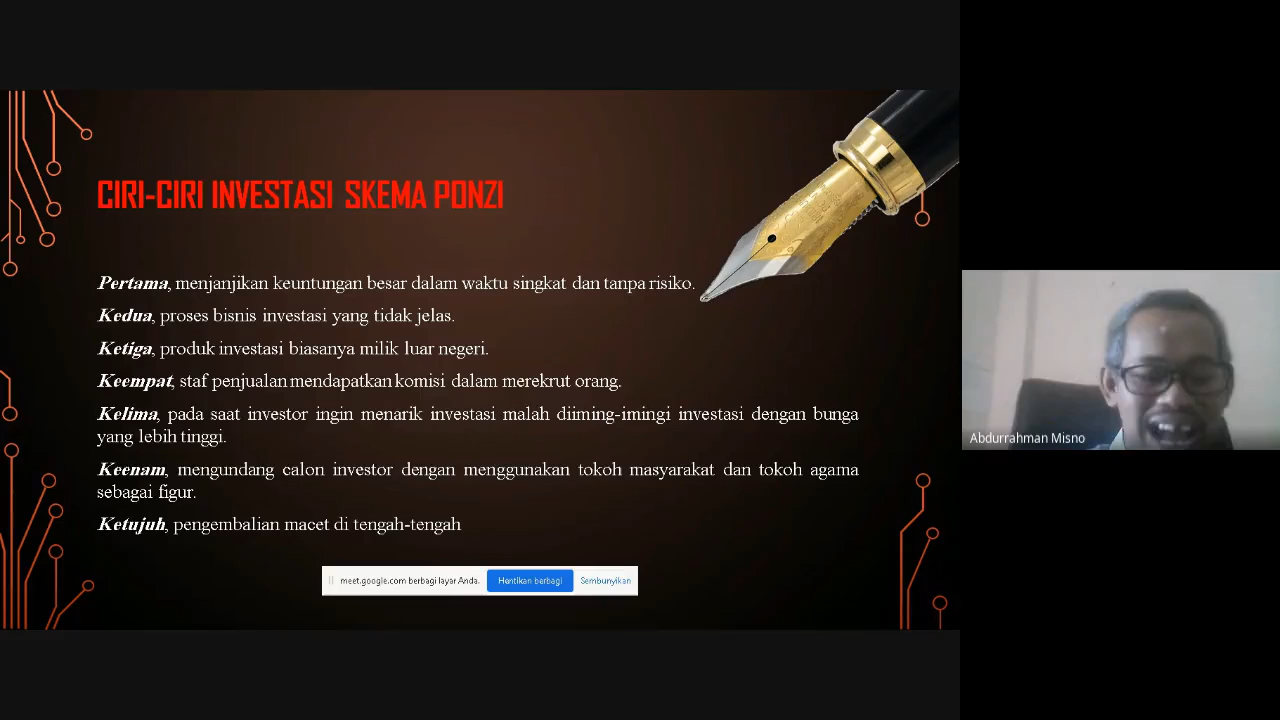 CIRI-CIRI INVESTASI SKEMA PONZI
Pertama, menjanjikan keuntungan besar dalam waktu singkat dan tanpa risiko.
Kedua, proses bisnis investasi yang tidak jelas.
Ketiga, produk investasi biasanya milik luar negeri.
Keempat, staf penjualan mendapatkan komisi dalam merekrut orang.
Kelima, pada saat investor ingin menarik investasi malah diiming-imingi investasi dengan bunga
yang lebih tinggi.
Keenam, mengundang calon investor dengan menggunakan tokoh masyarakat dan tokoh agama
sebagai figur.
Ketujuh, pengembalian macet di tengah-tengah
meet.google.com berbagi layar Anda. Hentikan berbagi Sembunyikan
Abdurrahman Misno